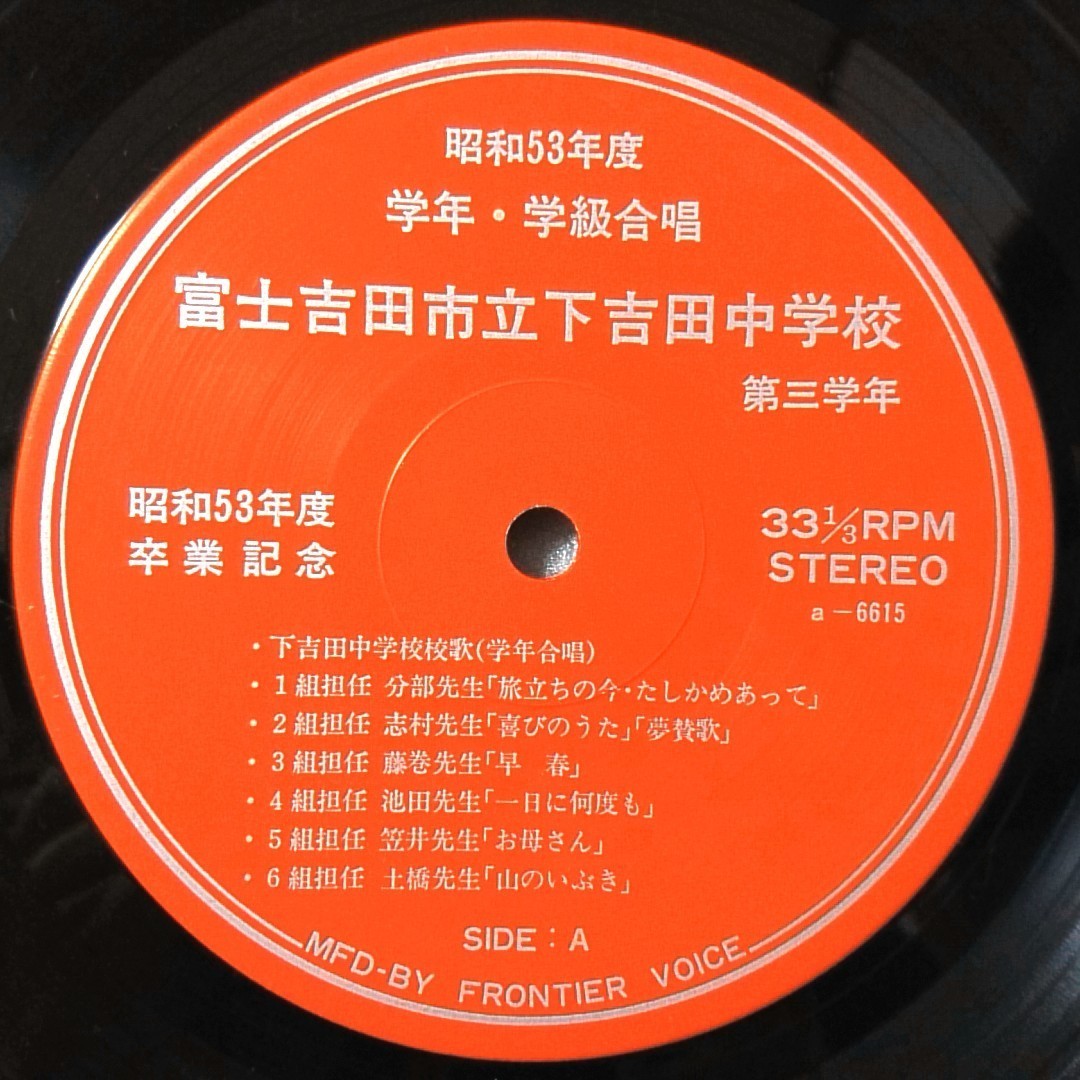 昭和53年度
学年・学級合唱
富士吉田市立下吉田中学校
第三学年
昭和53年度
卒業記念
33⅓RPM
STEREO
a－6615
・下吉田中学校校歌(学年合唱)
・1組担任 分部先生「旅立ちの今・たしかめあって」
・2組担任 志村先生「喜びのうた」「夢賛歌」
・3組担任 藤巻先生「早　春」
・4組担任 池田先生「一日に何度も」
・5組担任 笠井先生「お母さん」
・6組担任 土橋先生「山のいぶき」
SIDE：A
MFD-BY FRONTIER VOICE